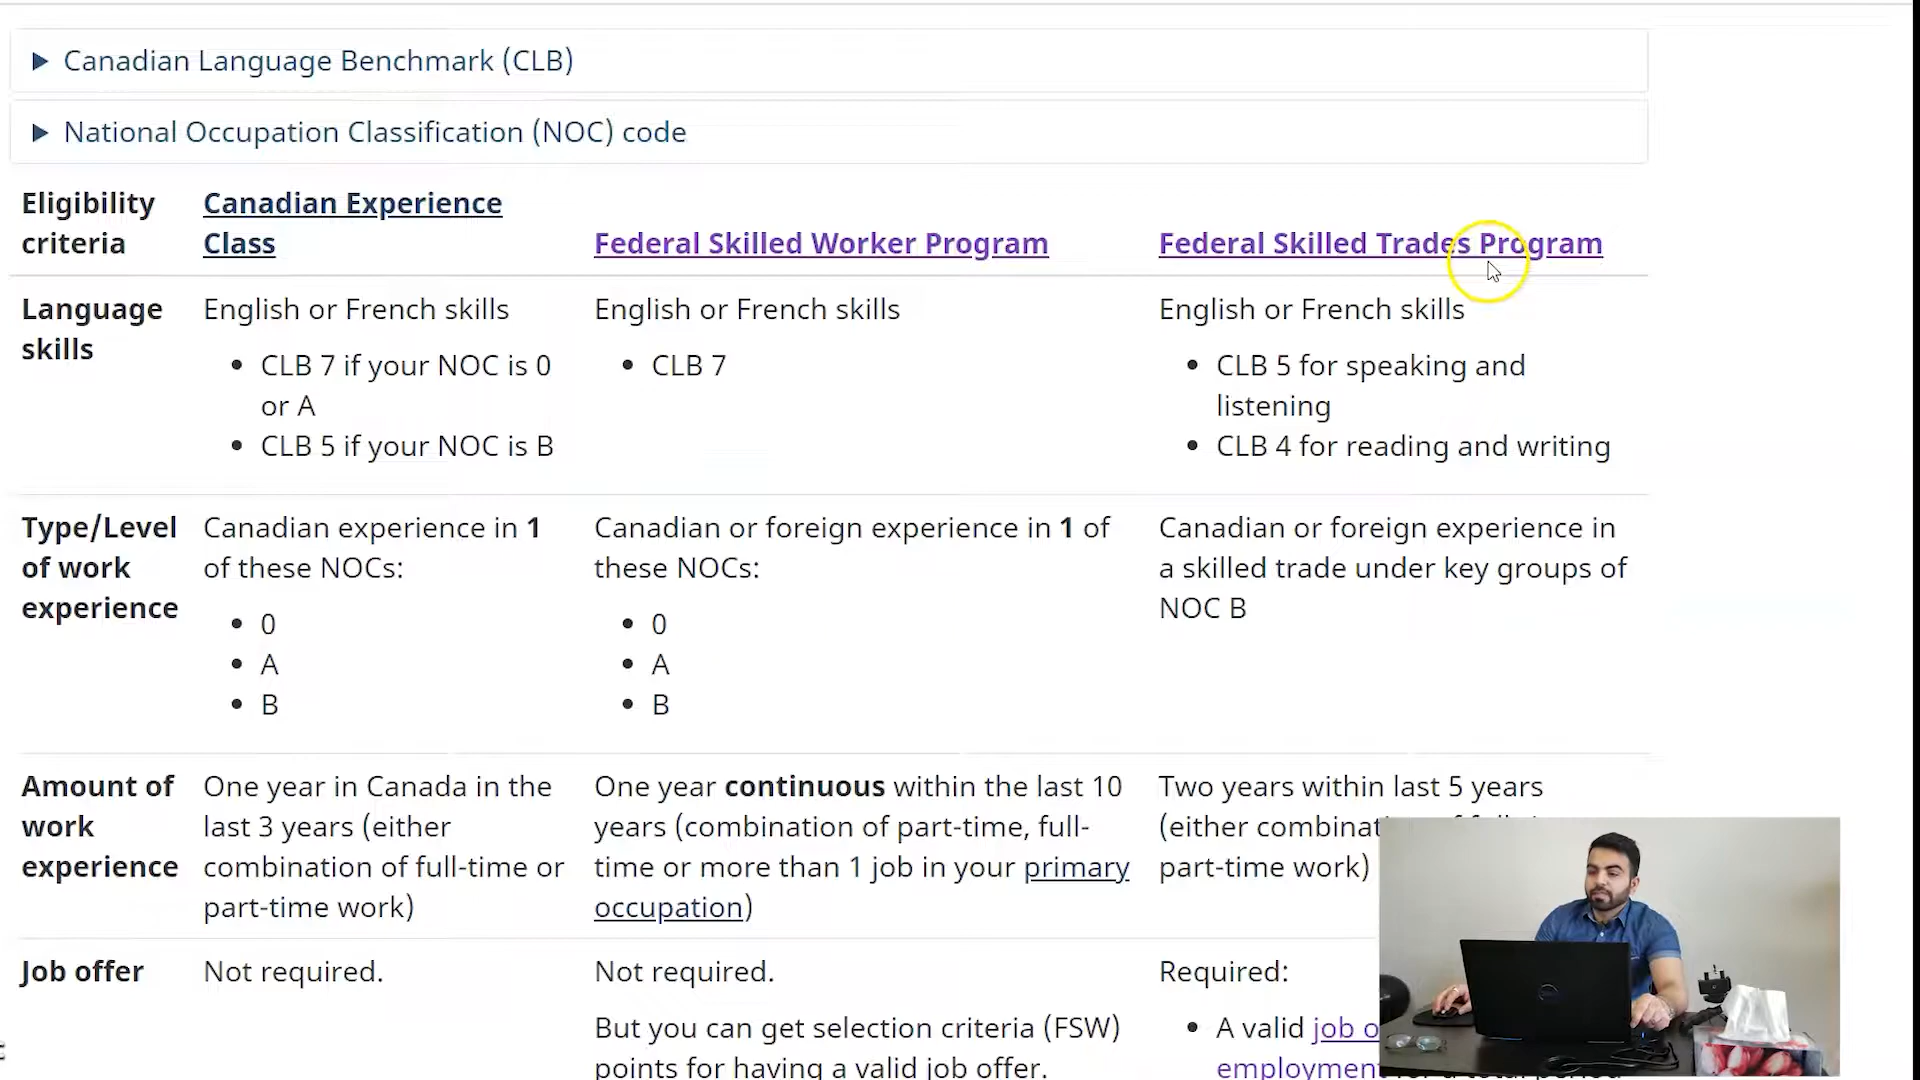 Canadian Language Benchmark (CLB)
National Occupation Classification (NOC) code
Eligibility criteria
Canadian Experience Class
Federal Skilled Worker Program
Federal Skilled Trades Program
Language skills
English or French skills
• CLB 7 if your NOC is 0 or A
• CLB 5 if your NOC is B
English or French skills
• CLB 7
English or French skills
• CLB 5 for speaking and listening
• CLB 4 for reading and writing
Type/Level of work experience
Canadian experience in 1 of these NOCs:
• 0
• A
• B
Canadian or foreign experience in 1 of these NOCs:
• 0
• A
• B
Canadian or foreign experience in a skilled trade under key groups of NOC B
Amount of work experience
One year in Canada in the last 3 years (either combination of full-time or part-time work)
One year continuous within the last 10 years (combination of part-time, full-time or more than 1 job in your primary occupation)
Two years within last 5 years (either
part-time work)
Job offer
Not required.
Not required.
But you can get selection criteria (FSW) points for having a valid job offer.
Required:
• A valid job